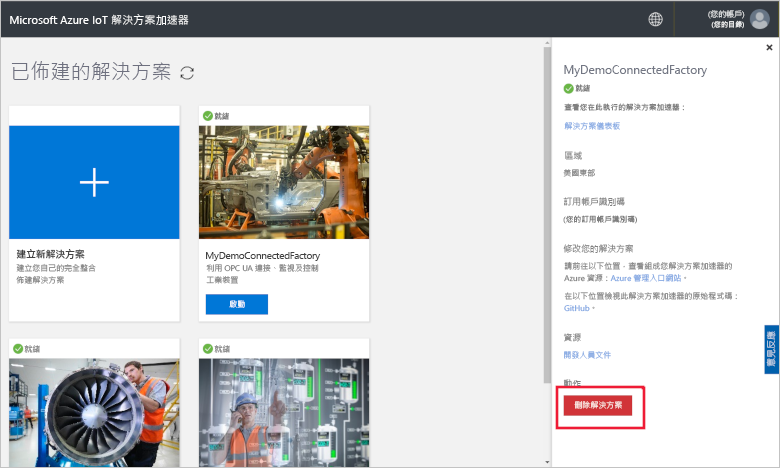 Microsoft Azure IoT 解決方案加速器
(您的帳戶)
(您的目錄)
已佈建的解決方案
建立新解決方案
建立您自己的完全整合
佈建解決方案
就緒
MyDemoConnectedFactory
利用 OPC UA 連接、監視及控制
工業裝置
啟動
就緒
就緒
MyDemoConnectedFactory
就緒
查看您在此執行的解決方案加速器：
解決方案儀表板
區域
美國東部
訂用帳戶識別碼
(您的訂用帳戶識別碼)
修改您的解決方案
請前往以下位置，查看組成您解決方案加速器的
Azure 資源：Azure 管理入口網站。
在以下位置檢視此解決方案加速器的原始程式碼：
GitHub。
資源
開發人員文件
動作
刪除解決方案
意見反應